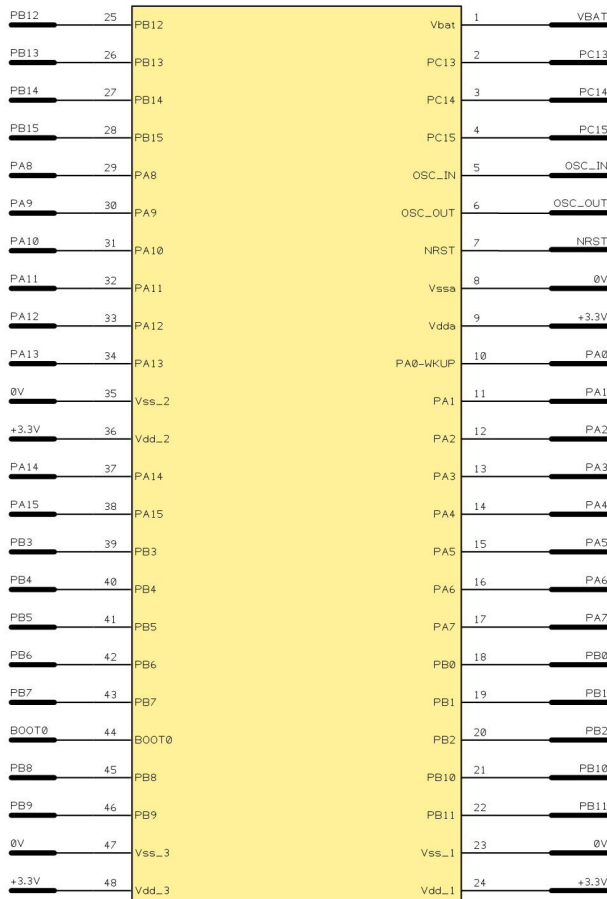 PB12 25 PB12 Vbat 1 VBAT
PB13 26 PB13 PC13 2 PC13
PB14 27 PB14 PC14 3 PC14
PB15 28 PB15 PC15 4 PC15
PA8 29 PA8 OSC_IN 5 OSC_IN
PA9 30 PA9 OSC_OUT 6 OSC_OUT
PA10 31 PA10 NRST 7 NRST
PA11 32 PA11 Vssa 8 0V
PA12 33 PA12 Vdda 9 +3.3V
PA13 34 PA13 PA0-WKUP 10 PA0
0V 35 Vss_2 PA1 11 PA1
+3.3V 36 Vdd_2 PA2 12 PA2
PA14 37 PA14 PA3 13 PA3
PA15 38 PA15 PA4 14 PA4
PB3 39 PB3 PA5 15 PA5
PB4 40 PB4 PA6 16 PA6
PB5 41 PB5 PA7 17 PA7
PB6 42 PB6 PB0 18 PB0
PB7 43 PB7 PB1 19 PB1
BOOT0 44 BOOT0 PB2 20 PB2
PB8 45 PB8 PB10 21 PB10
PB9 46 PB9 PB11 22 PB11
0V 47 Vss_3 Vss_1 23 0V
+3.3V 48 Vdd_3 Vdd_1 24 +3.3V